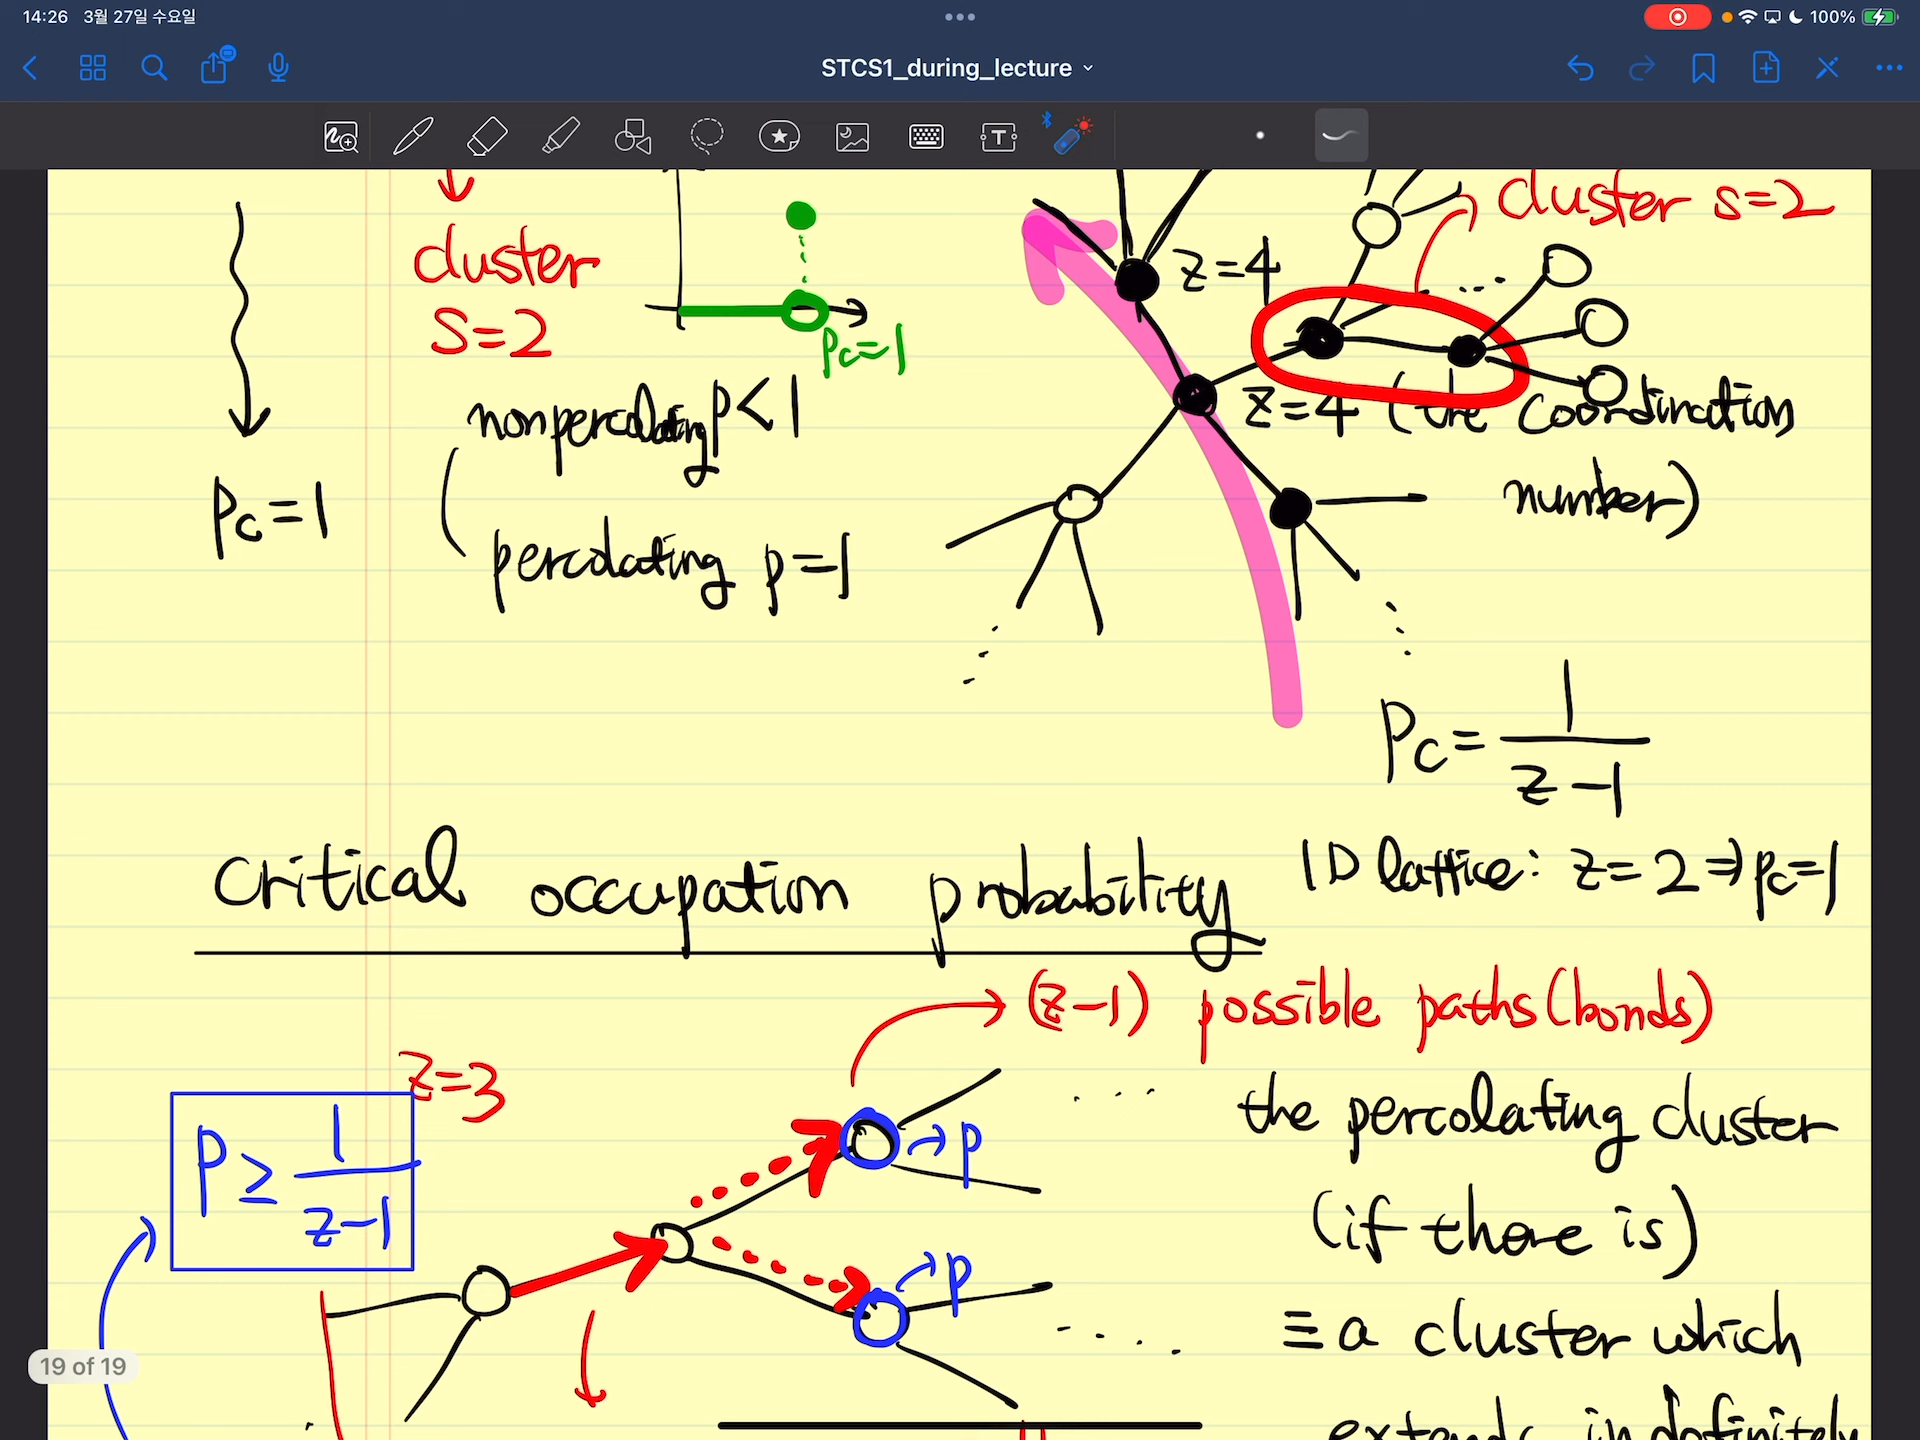 14:26 3월 27일 수요일
100%
STCS1_during_lecture
cluster
S=2
Pc=1
nonpercolating p<1
percolating p=1
Pc=1
cluster s=2
z=4
z=4 (the coordination
number)
Pc = 1/(z-1)
1D lattice: z=2 ⇒ pc=1
critical occupation probability
(z-1) possible paths (bonds)
z=3
p ≥ 1/(z-1)
p
p
the percolating cluster
(if there is)
≡ a cluster which
extends indefinitely
19 of 19